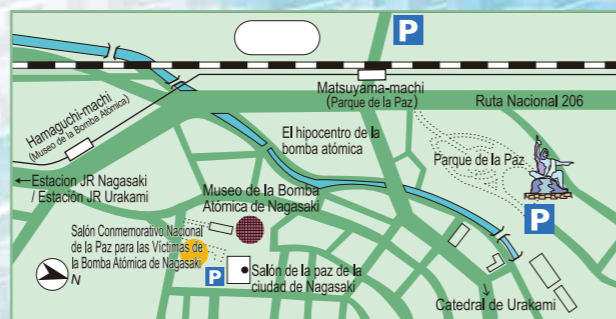 P
Matsuyama-machi
(Parque de la Paz)
Ruta Nacional 206
Hamaguchi-machi
(Museo de la Bomba Atómica)
El hipocentro de la
bomba atómica
Parque de la Paz
←Estacion JR Nagasaki
/ Estación JR Urakami
Museo de la Bomba
Atómica de Nagasaki
P
Salón Conmemorativo Nacional
de la Paz para las Víctimas de
la Bomba Atómica de Nagasaki
N
P
Salón de la paz de la
ciudad de Nagasaki
Catedral de Urakami